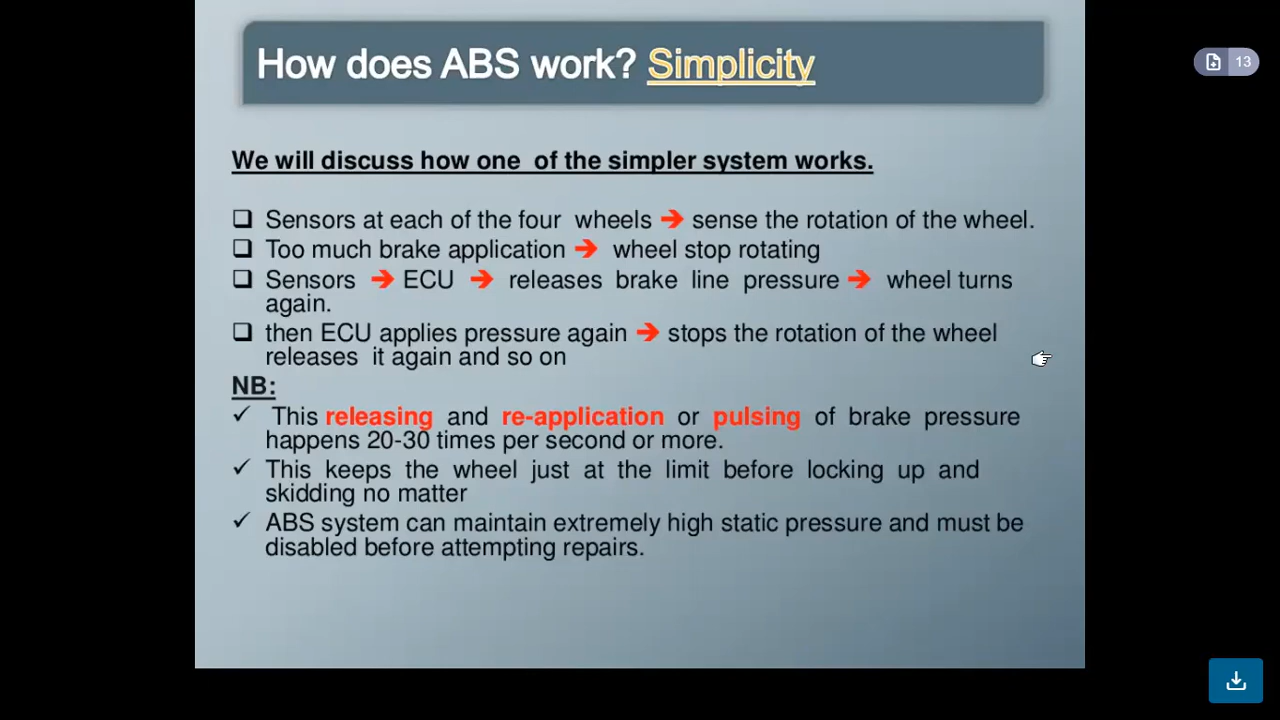 How does ABS work? Simplicity
13
We will discuss how one of the simpler system works.
❑ Sensors at each of the four wheels ➔ sense the rotation of the wheel.
❑ Too much brake application ➔ wheel stop rotating
❑ Sensors ➔ ECU ➔ releases brake line pressure ➔ wheel turns
again.
❑ then ECU applies pressure again ➔ stops the rotation of the wheel
releases it again and so on
NB:
✓ This releasing and re-application or pulsing of brake pressure
happens 20-30 times per second or more.
✓ This keeps the wheel just at the limit before locking up and
skidding no matter
✓ ABS system can maintain extremely high static pressure and must be
disabled before attempting repairs.